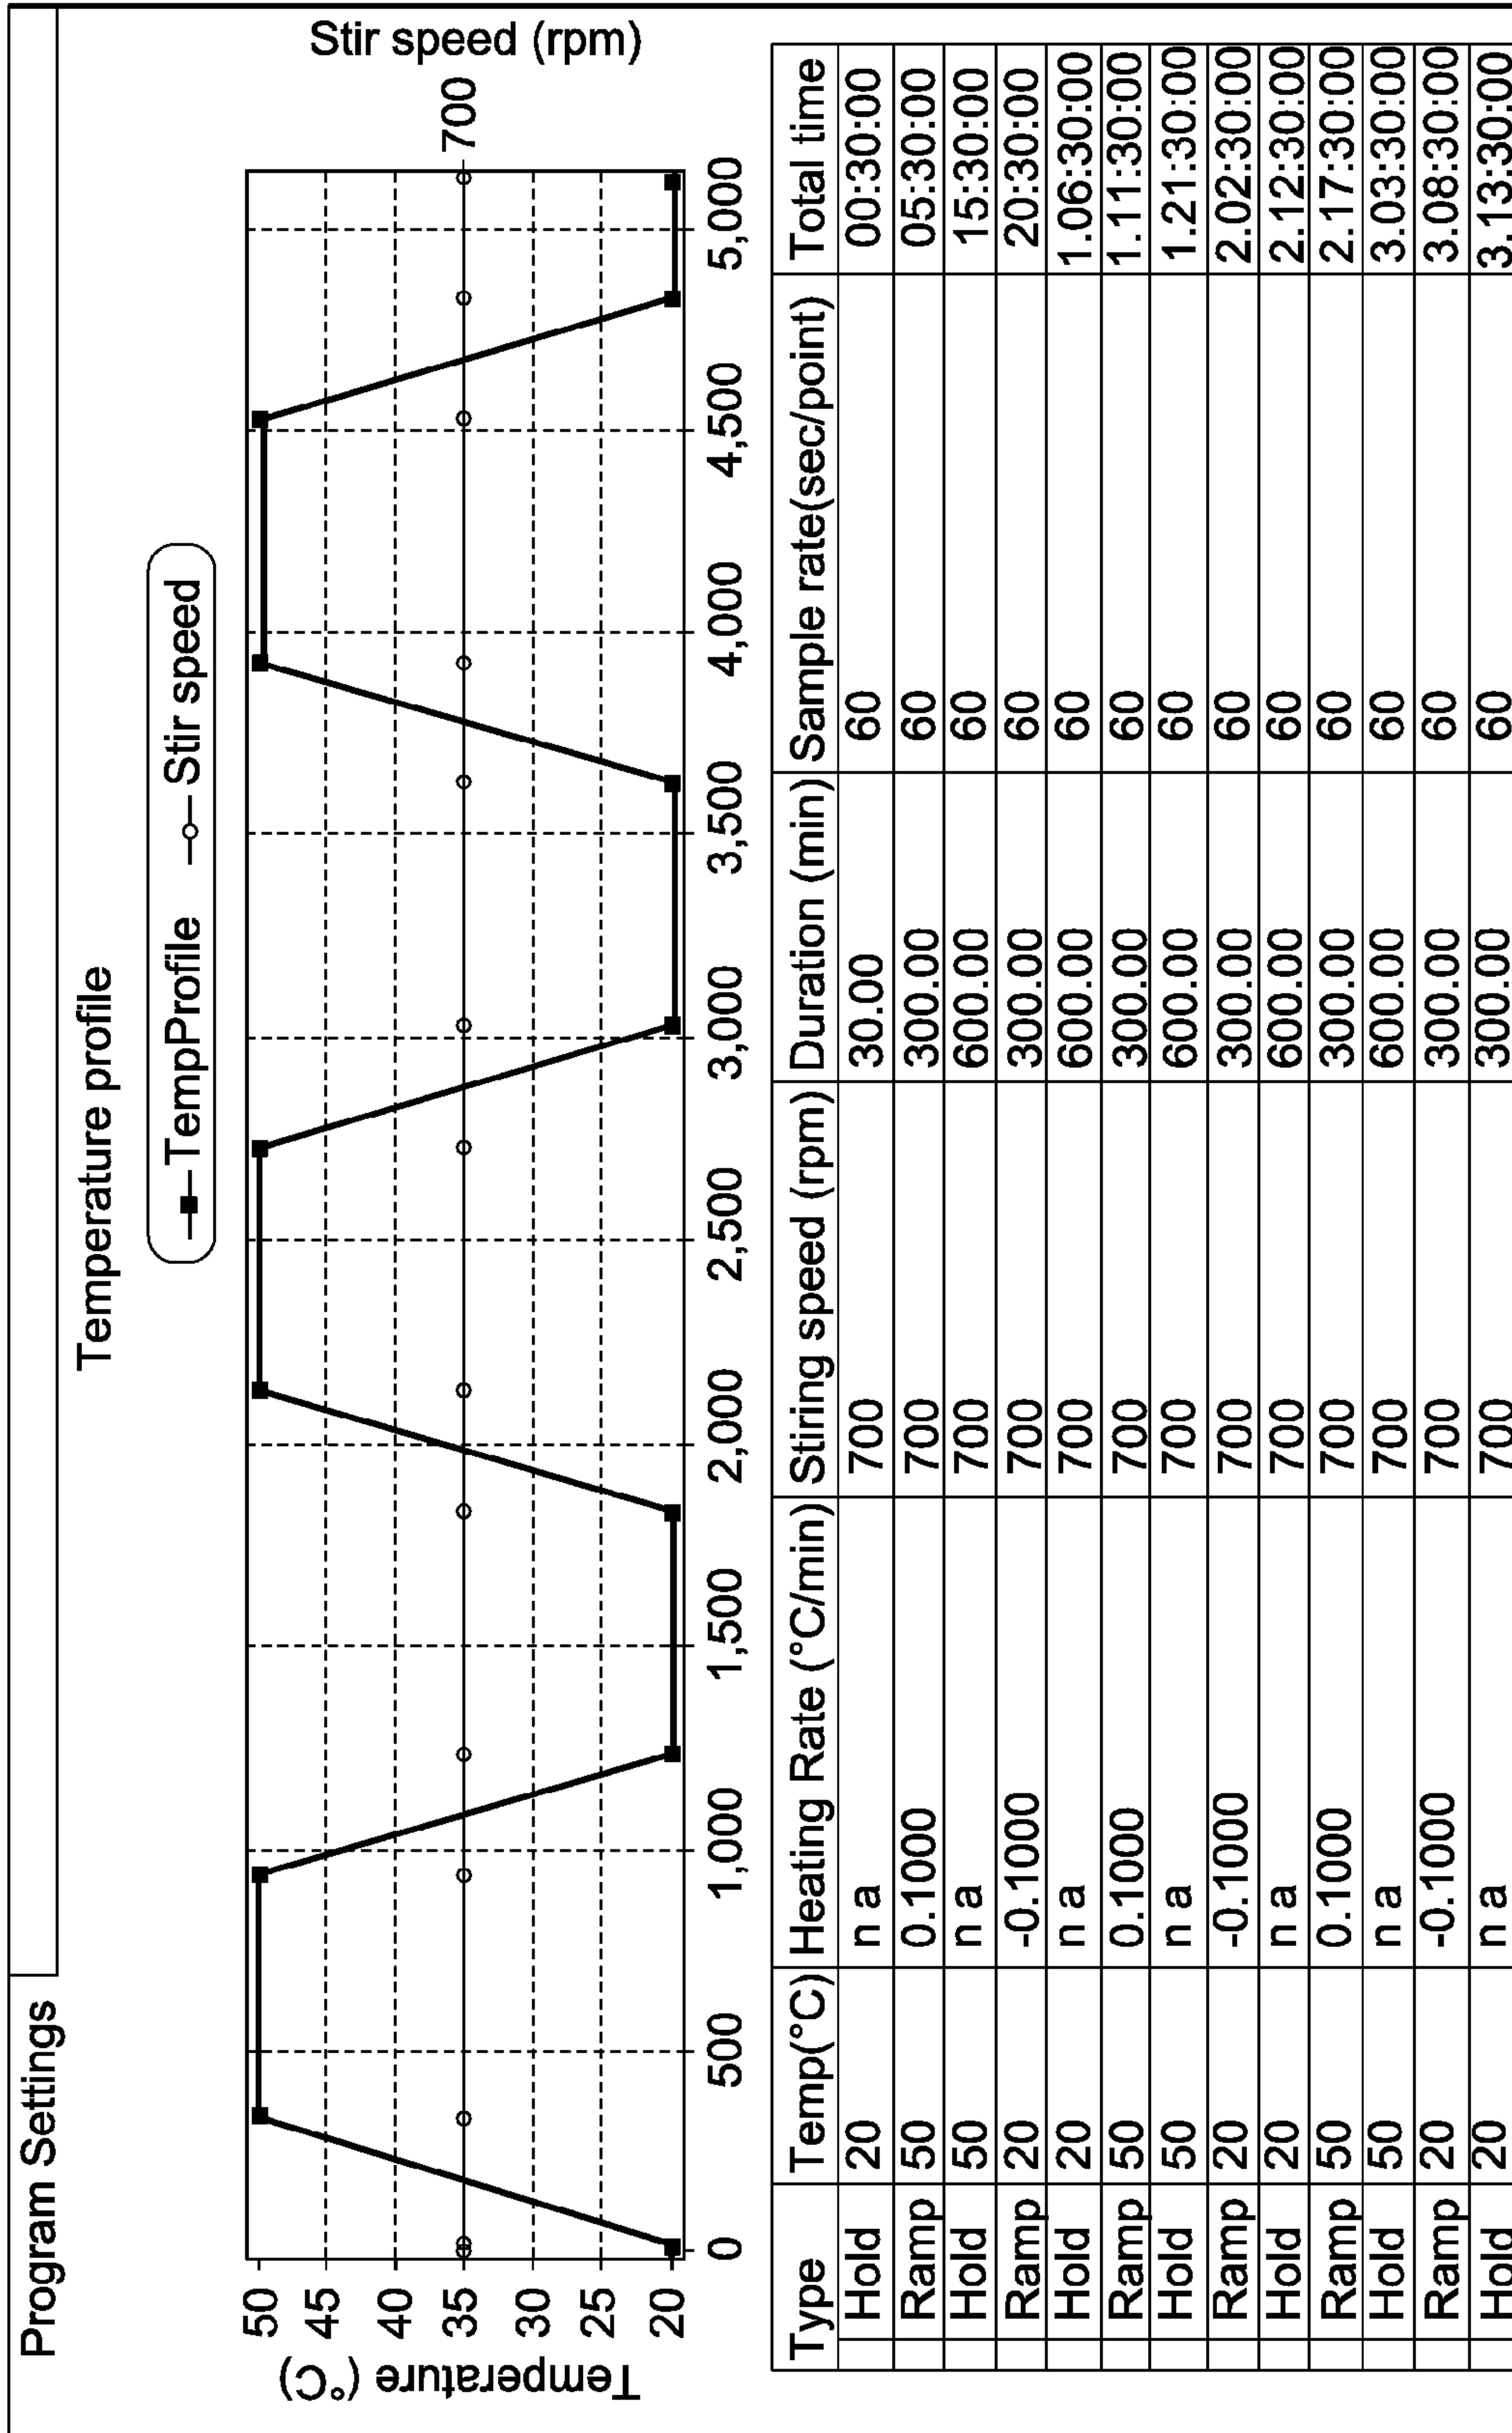 Program Settings
Temperature profile
TempProfile Stir speed
Temperature (°C)
50
45
40
35
30
25
20
Stir speed (rpm)
700
0 500 1,000 1,500 2,000 2,500 3,000 3,500 4,000 4,500 5,000
Type Temp(°C) Heating Rate (°C/min) Stiring speed (rpm) Duration (min) Sample rate(sec/point) Total time
Hold 20 n a 700 30.00 60 00:30:00
Ramp 50 0.1000 700 300.00 60 05:30:00
Hold 50 n a 700 600.00 60 15:30:00
Ramp 20 -0.1000 700 300.00 60 20:30:00
Hold 20 n a 700 600.00 60 1.06:30:00
Ramp 50 0.1000 700 300.00 60 1.11:30:00
Hold 50 n a 700 600.00 60 1.21:30:00
Ramp 20 -0.1000 700 300.00 60 2.02:30:00
Hold 20 n a 700 600.00 60 2.12:30:00
Ramp 50 0.1000 700 300.00 60 2.17:30:00
Hold 50 n a 700 600.00 60 3.03:30:00
Ramp 20 -0.1000 700 300.00 60 3.08:30:00
Hold 20 n a 700 300.00 60 3.13:30:00